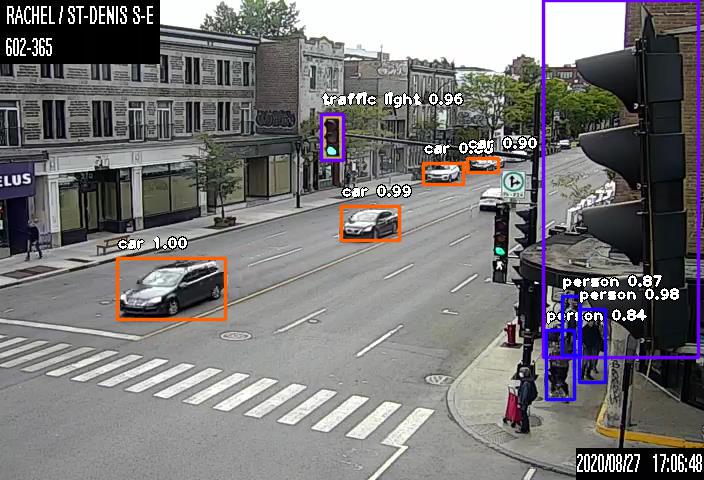 RACHEL / ST-DENIS S-E
602-365
traffic light 0.96
car 0.90
car 0.99
TELUS
car 1.00
person 0.87
person 0.98
person 0.84
2020/08/27 17:06:48